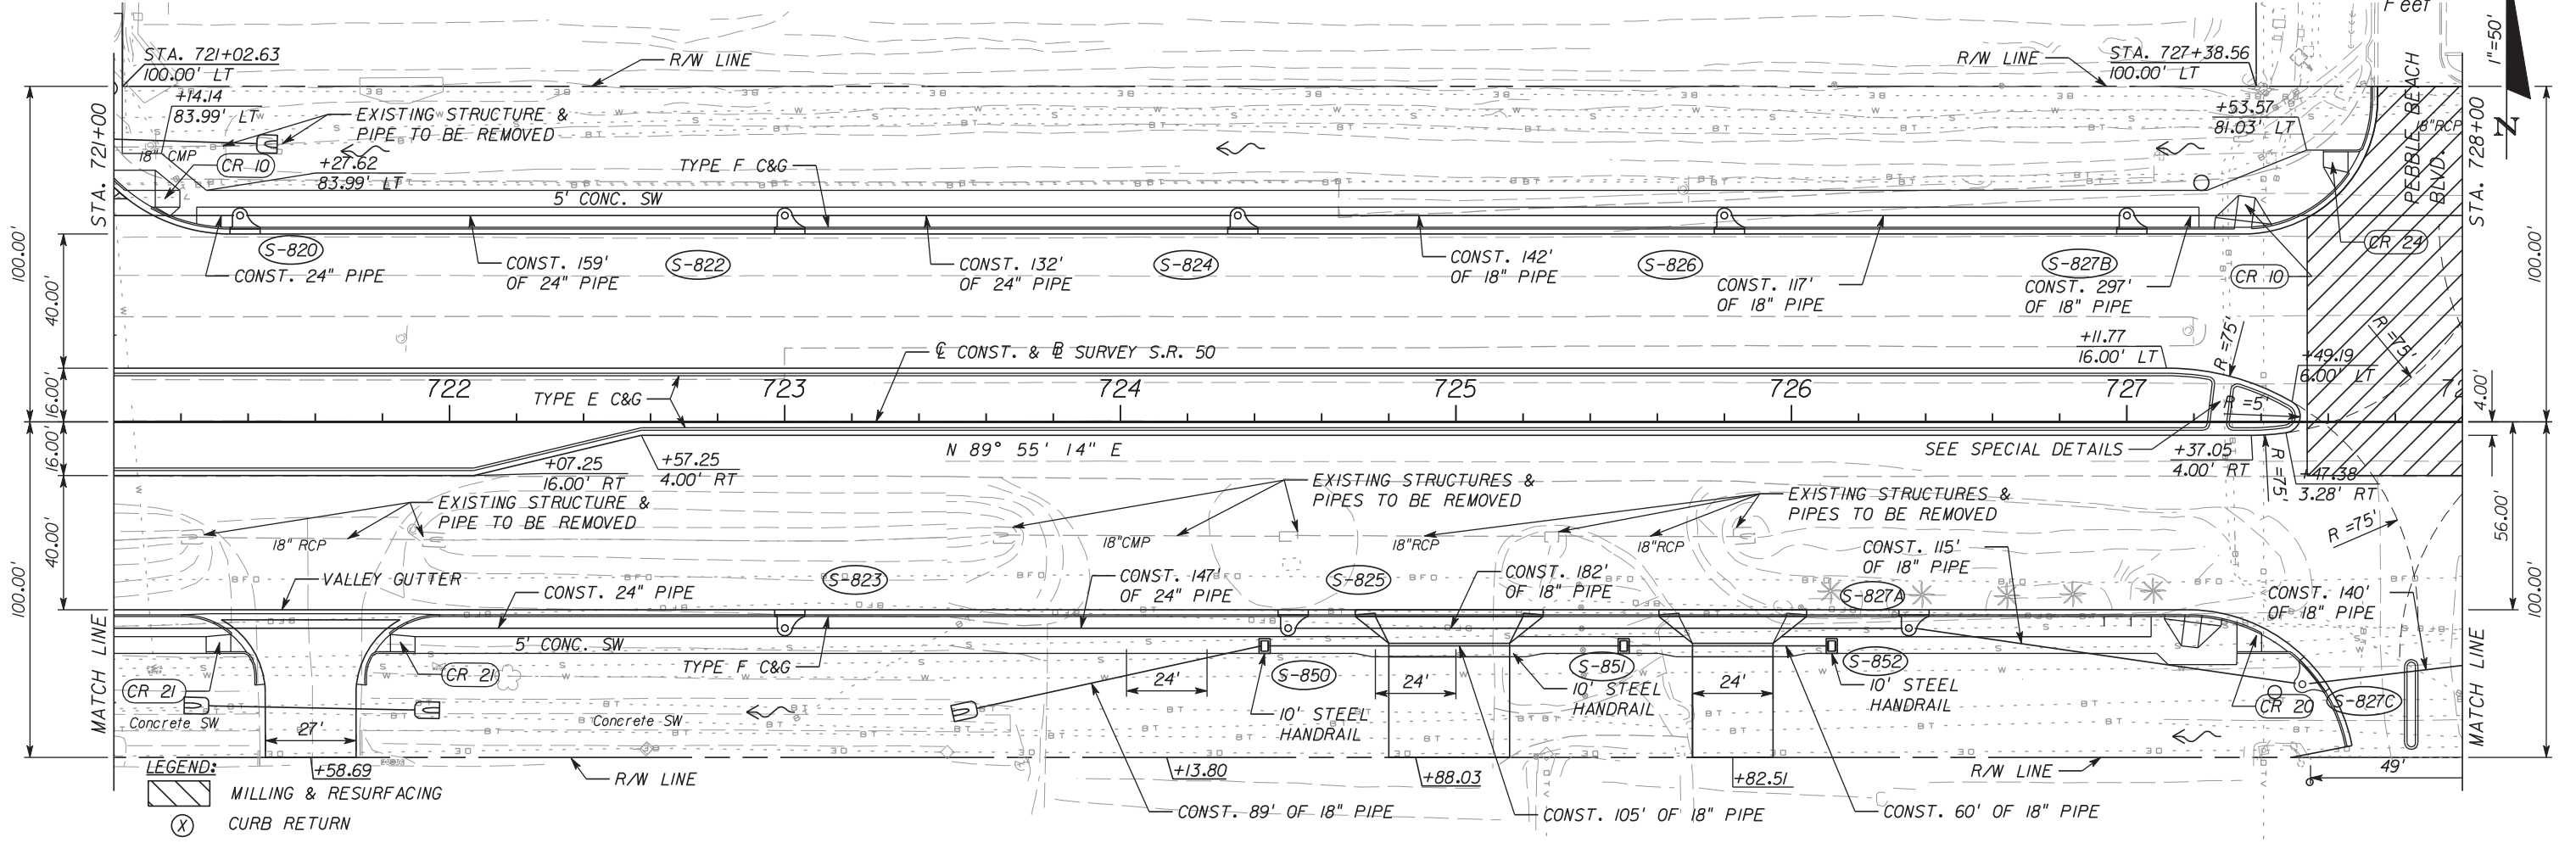 Feet
1"=50'
N
STA. 721+02.63
100.00' LT
R/W LINE
R/W LINE
STA. 727+38.56
100.00' LT
+14.14
83.99' LT
EXISTING STRUCTURE &
PIPE TO BE REMOVED
+53.57
81.03' LT
PEBBLE BEACH
BLVD.
18"RCP
STA. 721+00
STA. 728+00
18" CMP
CR 10
+27.62
83.99' LT
TYPE F C&G
5' CONC. SW
S-820
CONST. 24" PIPE
CONST. 159'
OF 24" PIPE
S-822
CONST. 132'
OF 24" PIPE
S-824
CONST. 142'
OF 18" PIPE
S-826
CONST. 117'
OF 18" PIPE
S-827B
CONST. 297'
OF 18" PIPE
CR 10
CR 24
100.00'
40.00'
16.00'
100.00'
℄ CONST. & BL SURVEY S.R. 50
+11.77
16.00' LT
R =75'
R =75'
+49.19
6.00' LT
722
723
724
725
726
727
72
TYPE E C&G
R =5'
4.00'
16.00'
N 89° 55' 14" E
SEE SPECIAL DETAILS
+37.05
4.00' RT
R =75'
+47.38
3.28' RT
+07.25
16.00' RT
+57.25
4.00' RT
EXISTING STRUCTURE &
PIPE TO BE REMOVED
EXISTING STRUCTURES &
PIPES TO BE REMOVED
EXISTING STRUCTURES &
PIPES TO BE REMOVED
R =75'
56.00'
18" RCP
18"CMP
18"RCP
18"RCP
CONST. 115'
OF 18" PIPE
40.00'
100.00'
100.00'
VALLEY GUTTER
CONST. 24" PIPE
S-823
CONST. 147'
OF 24" PIPE
S-825
CONST. 182'
OF 18" PIPE
S-827A
CONST. 140'
OF 18" PIPE
MATCH LINE
MATCH LINE
5' CONC. SW
TYPE F C&G
CR 21
CR 21
24'
S-850
24'
S-851
24'
S-852
10' STEEL
HANDRAIL
10' STEEL
HANDRAIL
10' STEEL
HANDRAIL
CR 20
S-827C
Concrete SW
27'
Concrete SW
+58.69
R/W LINE
+13.80
+88.03
+82.51
R/W LINE
49'
LEGEND:
MILLING & RESURFACING
X
CURB RETURN
CONST. 89' OF 18" PIPE
CONST. 105' OF 18" PIPE
CONST. 60' OF 18" PIPE